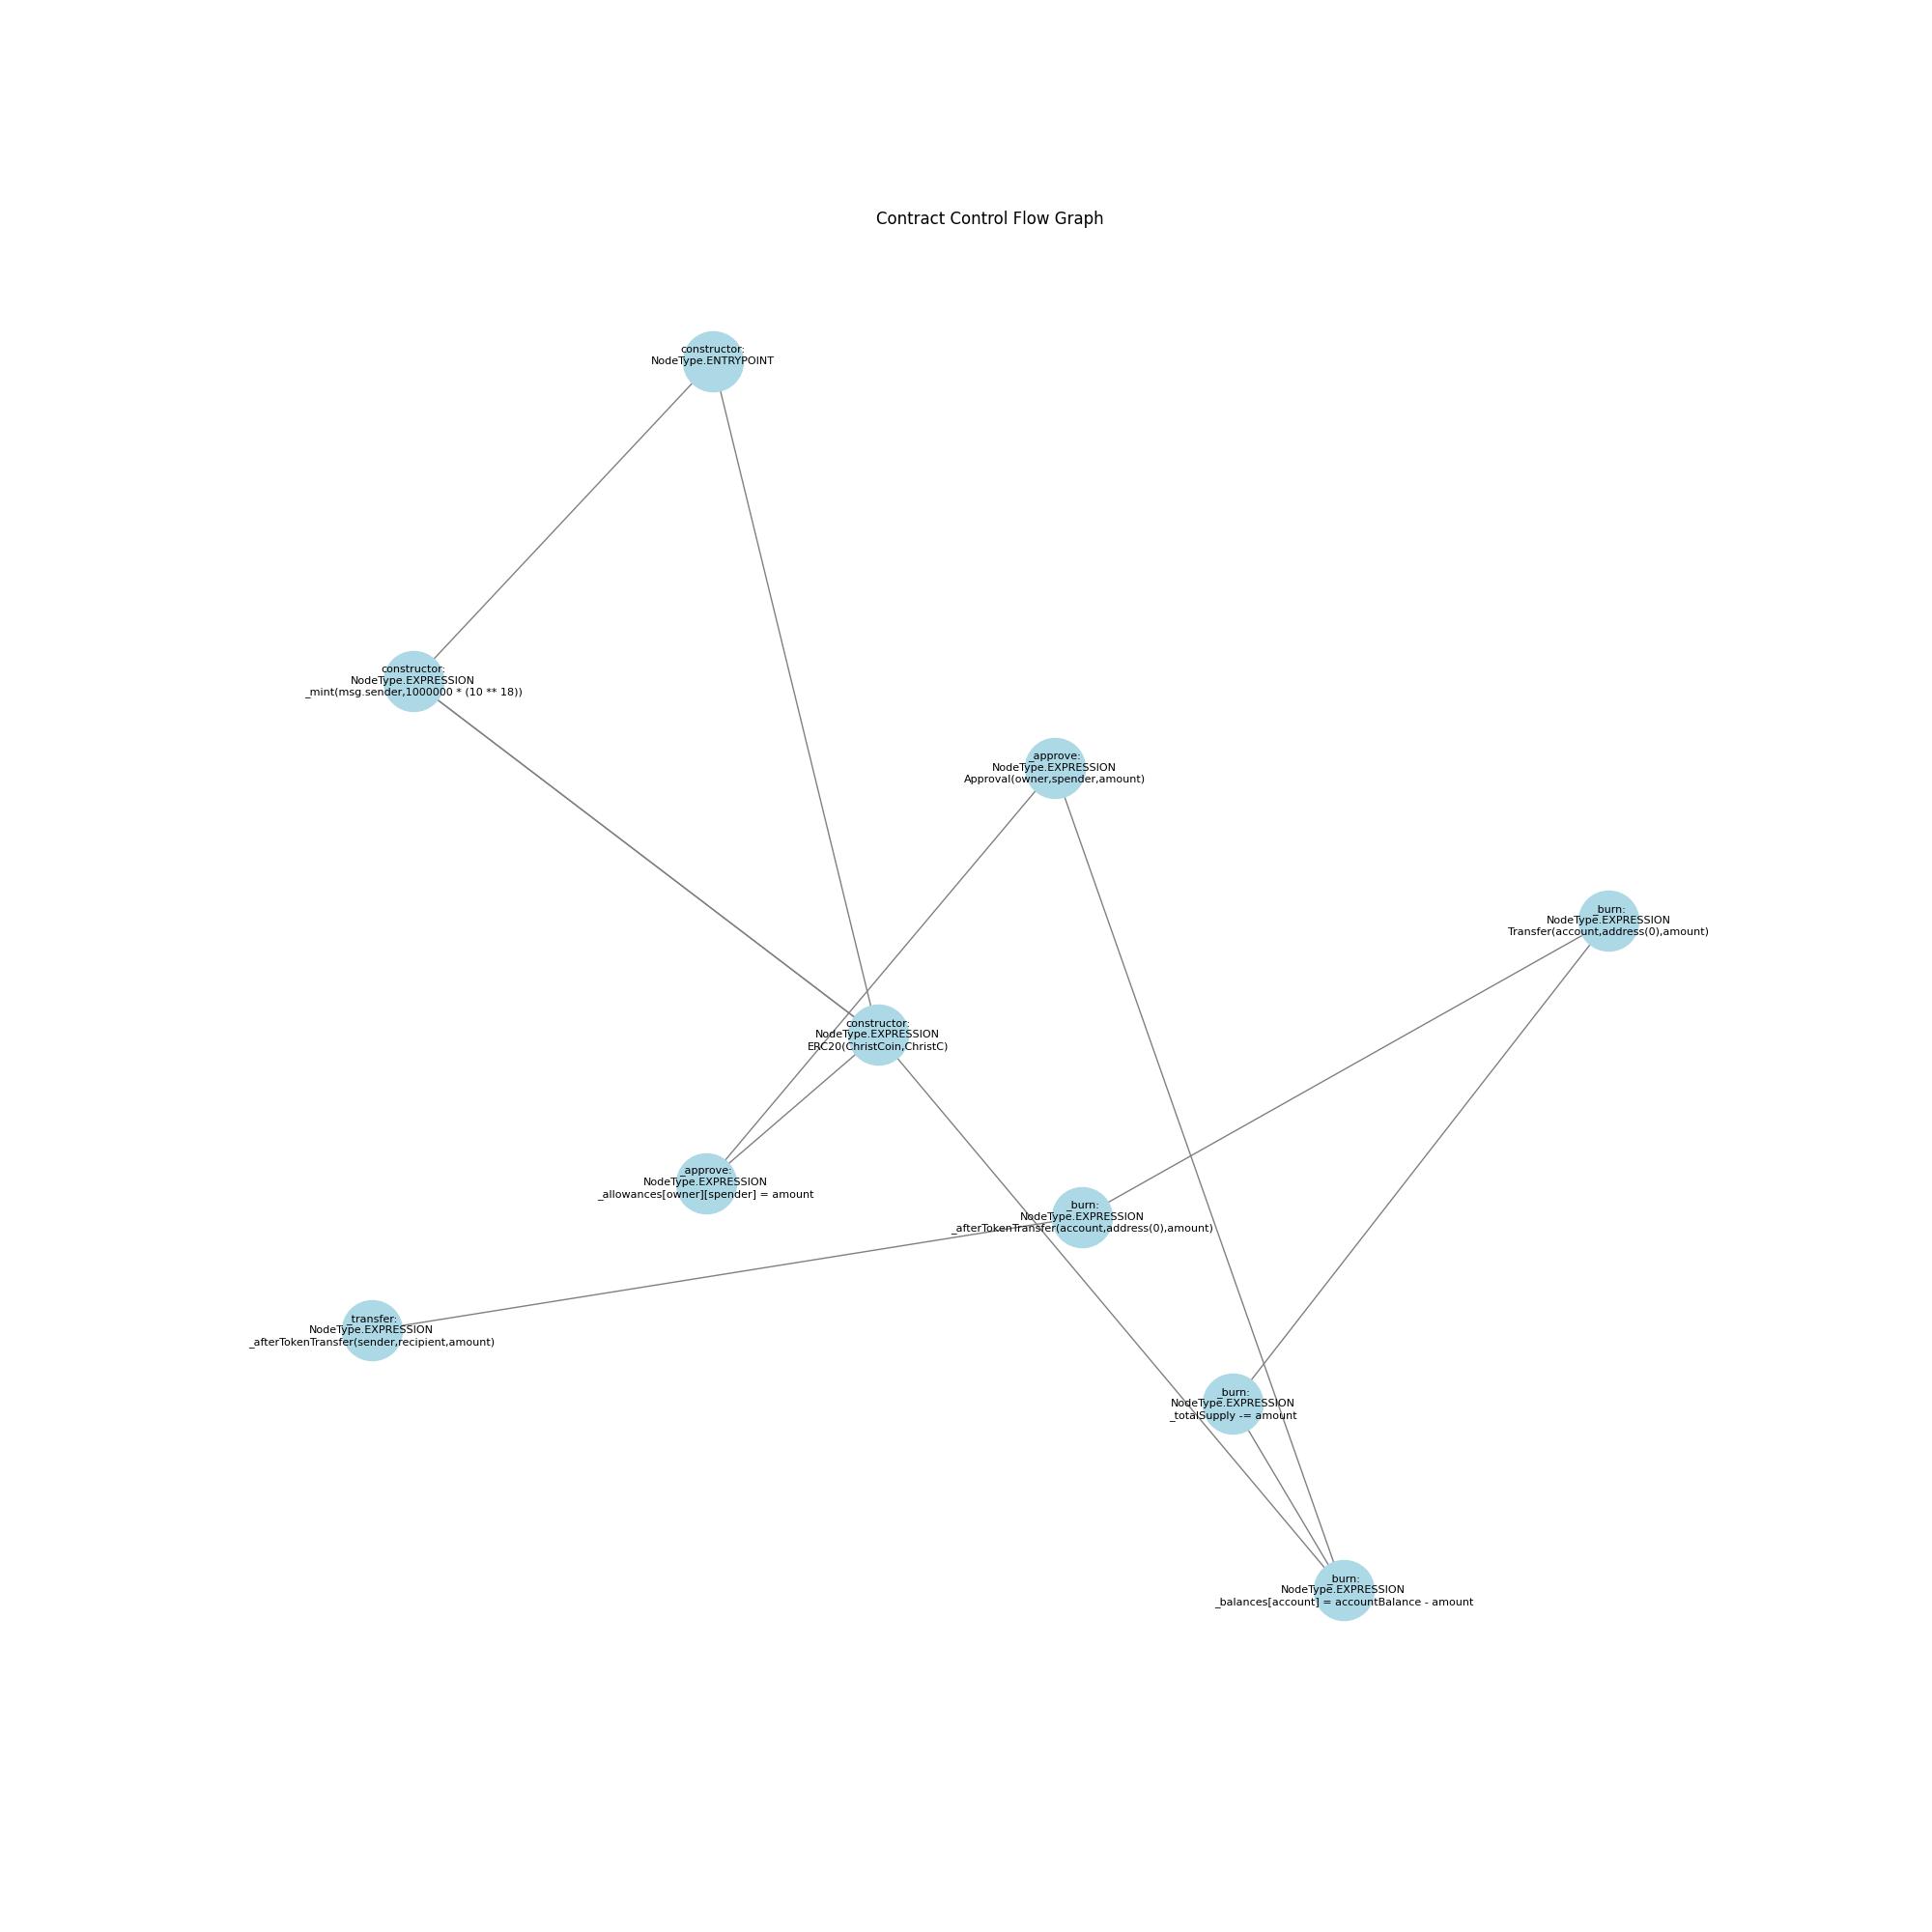 Contract Control Flow Graph
constructor:
NodeType.ENTRYPOINT
constructor:
NodeType.EXPRESSION
_mint(msg.sender,1000000 * (10 ** 18))
_approve:
NodeType.EXPRESSION
Approval(owner,spender,amount)
_burn:
NodeType.EXPRESSION
Transfer(account,address(0),amount)
constructor:
NodeType.EXPRESSION
ERC20(ChristCoin,ChristC)
_approve:
NodeType.EXPRESSION
_allowances[owner][spender] = amount
_burn:
NodeType.EXPRESSION
_afterTokenTransfer(account,address(0),amount)
_transfer:
NodeType.EXPRESSION
_afterTokenTransfer(sender,recipient,amount)
_burn:
NodeType.EXPRESSION
_totalSupply -= amount
_burn:
NodeType.EXPRESSION
_balances[account] = accountBalance - amount